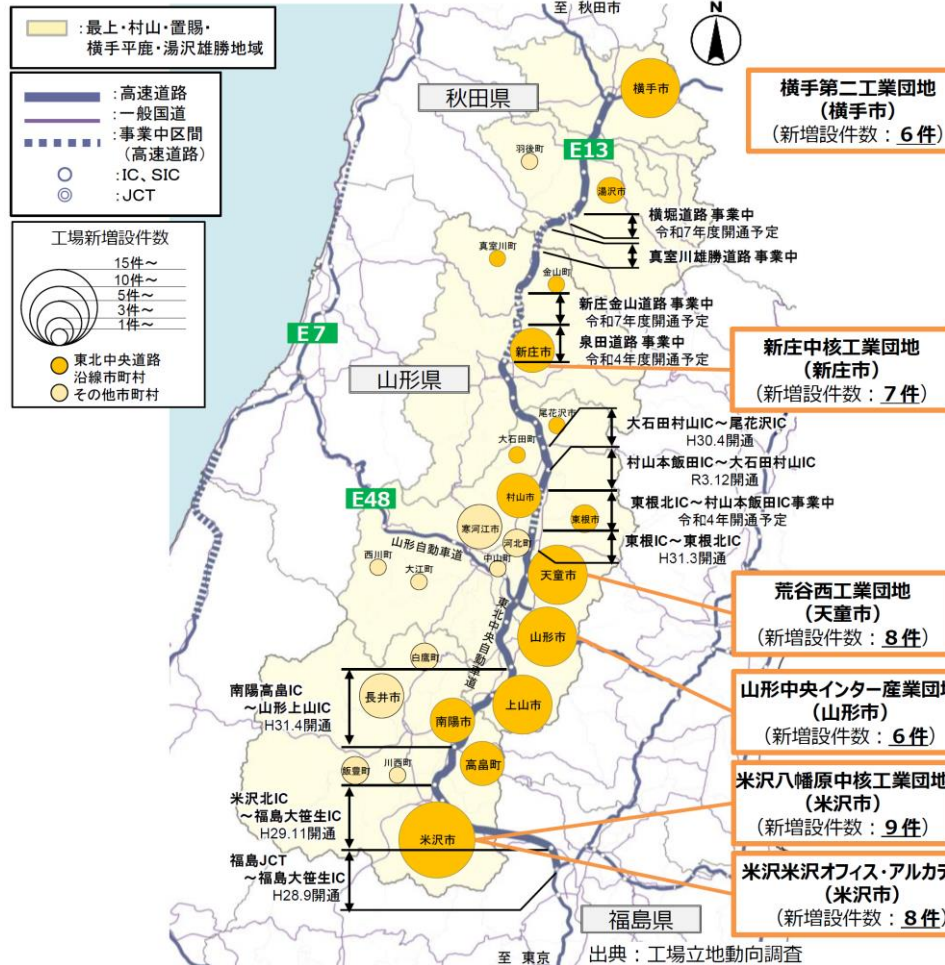 :最上・村山・置賜・
横手平鹿・湯沢雄勝地域
:高速道路
:一般国道
:事業中区間
(高速道路)
:IC、SIC
:JCT
工場新増設件数
15件～
10件～
5件～
3件～
1件～
東北中央道路
沿線市町村
その他市町村
至 秋田市
N
秋田県
横手市
E13
羽後町
湯沢市
横手第二工業団地
(横手市)
(新増設件数:6件)
横堀道路 事業中
令和7年度開通予定
真室川雄勝道路 事業中
真室川町
金山町
新庄金山道路 事業中
令和7年度開通予定
泉田道路 事業中
令和4年度開通予定
E7
新庄市
山形県
新庄中核工業団地
(新庄市)
(新増設件数:7件)
尾花沢市
大石田町
大石田村山IC～尾花沢IC
H30.4開通
村山本飯田IC～大石田村山IC
R3.12開通
東根北IC～村山本飯田IC事業中
令和4年開通予定
東根IC～東根北IC
H31.3開通
E48
村山市
寒河江市
東根市
河北町
山形自動車道
西川町
中山町
大江町
天童市
荒谷西工業団地
(天童市)
(新増設件数:8件)
東北中央自動車道
山形市
白鷹町
山形中央インター産業団地
(山形市)
(新増設件数:6件)
南陽高畠IC
～山形上山IC
H31.4開通
長井市
上山市
南陽市
高畠町
飯豊町
川西町
米沢北IC
～福島大笹生IC
H29.11開通
米沢市
米沢八幡原中核工業団地
(米沢市)
(新増設件数:9件)
福島JCT
～福島大笹生IC
H28.9開通
米沢米沢オフィス・アルカデ
(米沢市)
(新増設件数:8件)
福島県
至 東京
出典:工場立地動向調査